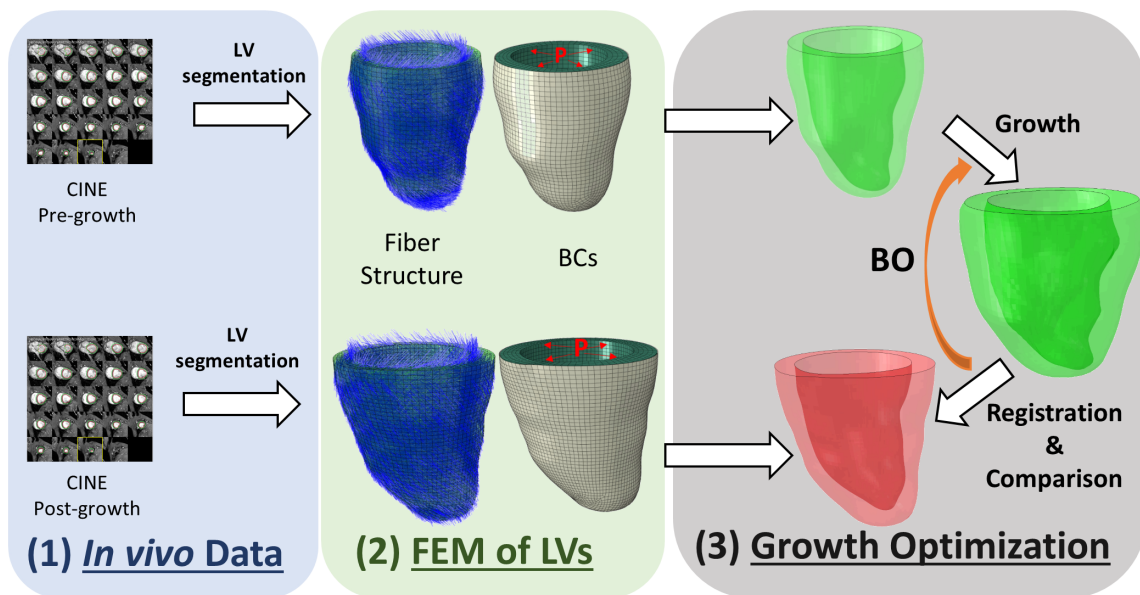 LV
segmentation
CINE
Pre-growth
LV
segmentation
CINE
Post-growth
(1) In vivo Data
P
Fiber
Structure
BCs
P
(2) FEM of LVs
Growth
BO
Registration
&
Comparison
(3) Growth Optimization